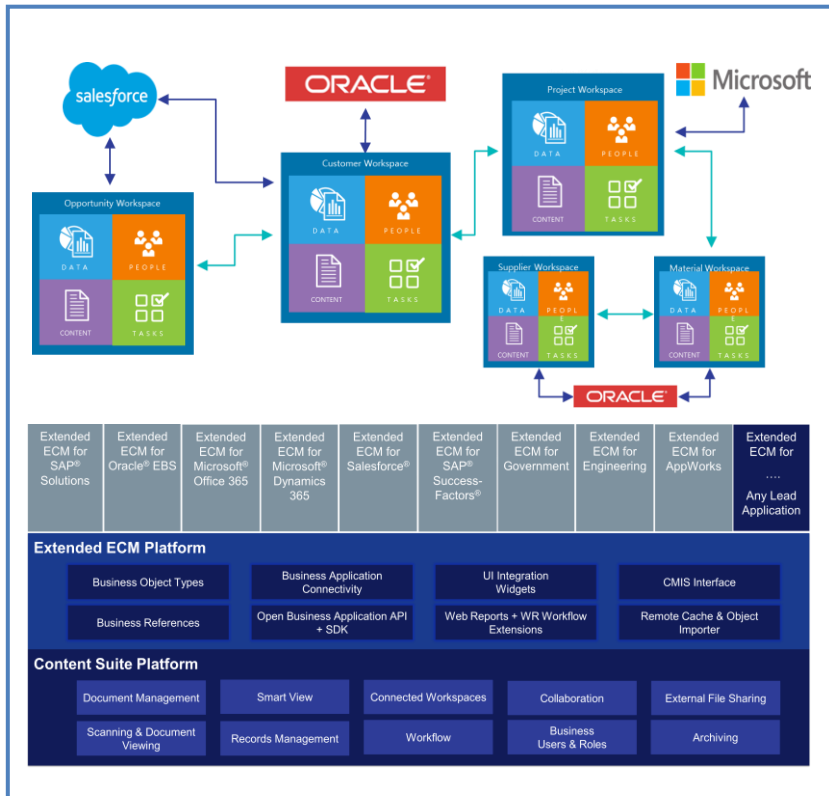 salesforce
ORACLE®
Microsoft
Project Workspace
DATA
PEOPLE
CONTENT
TASKS
Customer Workspace
DATA
PEOPLE
CONTENT
TASKS
Opportunity Workspace
DATA
PEOPLE
CONTENT
TASKS
Supplier Workspace
DATA
PEOPL
E
CONTENT
TASKS
Material Workspace
DATA
PEOPL
E
CONTENT
TASKS
ORACLE®
Extended
ECM for
SAP®
Solutions
Extended
ECM for
Oracle® EBS
Extended
ECM for
Microsoft®
Office 365
Extended
ECM for
Microsoft®
Dynamics
365
Extended
ECM for
Salesforce®
Extended
ECM for
SAP®
Success-
Factors®
Extended
ECM for
Government
Extended
ECM for
Engineering
Extended
ECM for
AppWorks
Extended
ECM for
....
Any Lead
Application
Extended ECM Platform
Business Object Types
Business Application
Connectivity
UI Integration
Widgets
CMIS Interface
Business References
Open Business Application API
+ SDK
Web Reports + WR Workflow
Extensions
Remote Cache & Object
Importer
Content Suite Platform
Document Management
Smart View
Connected Workspaces
Collaboration
External File Sharing
Scanning & Document
Viewing
Records Management
Workflow
Business
Users & Roles
Archiving